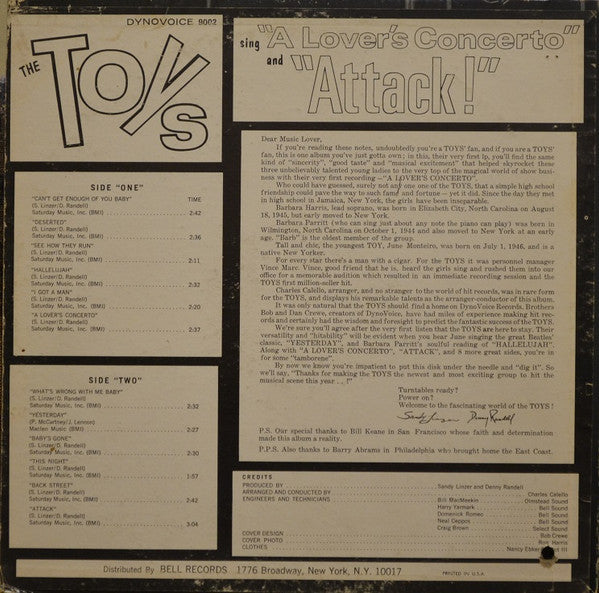 DYNOVOICE 9002
THE TOYS
sing "A Lover's Concerto"
and "Attack!"
SIDE "ONE"
"CAN'T GET ENOUGH OF YOU BABY" TIME
(S. Linzer/D. Randell)
Saturday Music, Inc. (BMI) 2:42
"DESERTED"
(S. Linzer/D. Randell)
Saturday Music, Inc. (BMI) 2:36
"SEE HOW THEY RUN"
(S. Linzer/D. Randell)
Saturday Music, Inc. (BMI) 2:11
"HALLELUJAH"
(S. Linzer/D. Randell)
Saturday Music, Inc. (BMI) 2:32
"I GOT A MAN"
(S. Linzer/D. Randell)
Saturday Music, Inc. (BMI) 2:20
"A LOVER'S CONCERTO"
(S. Linzer/D. Randell)
Saturday Music, Inc. (BMI) 2:37
SIDE "TWO"
"WHAT'S WRONG WITH ME BABY"
(S. Linzer/D. Randell)
Saturday Music, Inc. (BMI) 2:32
"YESTERDAY"
(P. McCartney/J. Lennon)
Maclen Music (BMI) 2:27
"BABY'S GONE"
(S. Linzer/D. Randell)
Saturday Music, Inc. (BMI) 2:30
"THIS NIGHT"
(S. Linzer/D. Randell)
Saturday Music, Inc. (BMI) 1:57
"BACK STREET"
(S. Linzer/D. Randell)
Saturday Music, Inc. (BMI) 2:42
"ATTACK"
(S. Linzer/D. Randell)
Saturday Music, Inc. (BMI) 3:04
Dear Music Lover,
If you're reading these notes, undoubtedly you're a TOYS' fan, and if you are a TOYS'
fan, this is one album you've just gotta own; in this, their very first lp, you'll find the same
kind of "sincerity", "good taste" and "musical excitement" that helped skyrocket these
three unbelievably talented young ladies to the very top of the magical world of show busi-
ness with their very first recording—"A LOVER'S CONCERTO".
Who could have guessed, surely not any one one of the TOYS, that a simple high school
friendship could pave the way to such fame and fortune — yet it did. Since the day they met
in high school in Jamaica, New York, the girls have been inseparable.
Barbara Harris, lead soprano, was born in Elizabeth City, North Carolina on August
18, 1945, but early moved to New York.
Barbara Parritt (who can sing just about any note the piano can play) was born in
Wilmington, North Carolina on October 1, 1944 and also moved to New York at an early
age. "Barb" is the oldest member of the group.
Tall and chic, the youngest TOY, June Monteiro, was born on July 1, 1946, and is a
native New Yorker.
For every star there's a man with a cigar. For the TOYS it was personnel manager
Vince Marc. Vince, good friend that he is, heard the girls sing and rushed them into our
office for a memorable audition which resulted in an immediate recording session and the
TOYS first million-seller hit.
Charles Calello, arranger, and no stranger to the world of hit records, was in rare form
for the TOYS, and displays his remarkable talents as the arranger-conductor of this album.
It was only natural that the TOYS should find a home on DynoVoice Records. Brothers
Bob and Dan Crewe, creators of DynoVoice, have had miles of experience making hit rec-
ords and certainly had the wisdom and foresight to predict the fantastic success of the TOYS.
We're sure you'll agree after the very first listen that the TOYS are here to stay. Their
versatility and "hitability" will be evident when you hear June singing the great Beatles'
classic, "YESTERDAY", and Barbara Parritt's soulful reading of "HALLELUJAH".
Along with "A LOVER'S CONCERTO", "ATTACK", and 8 more great sides, you're in
for some "tamborene".
By now we know you're impatient to put this disk under the needle and "dig it". So
we'll say, "Thanks for making the TOYS the newest and most exciting group to hit the
musical scene this year . . !!"
Turntables ready?
Power on?
Welcome to the fascinating world of the TOYS!
Sandy Linzer Denny Randell
P.S. Our special thanks to Bill Keane in San Francisco whose faith and determination
made this album a reality.
P.P.S. Also thanks to Barry Abrams in Philadelphia who brought home the East Coast.
CREDITS
PRODUCED BY Sandy Linzer and Denny Randell
ARRANGED AND CONDUCTED BY Charles Calello
ENGINEERS AND TECHNICIANS Bill MacMeekin Olmstead Sound
Harry Yarmark Bell Sound
Domenick Romeo Bell Sound
Neal Ceppos Bell Sound
Craig Brown Select Sound
COVER DESIGN Bob Crewe
COVER PHOTO Ron Harris
CLOTHES Nancy III
Distributed By BELL RECORDS 1776 Broadway, New York, N.Y. 10017 PRINTED IN U.S.A.